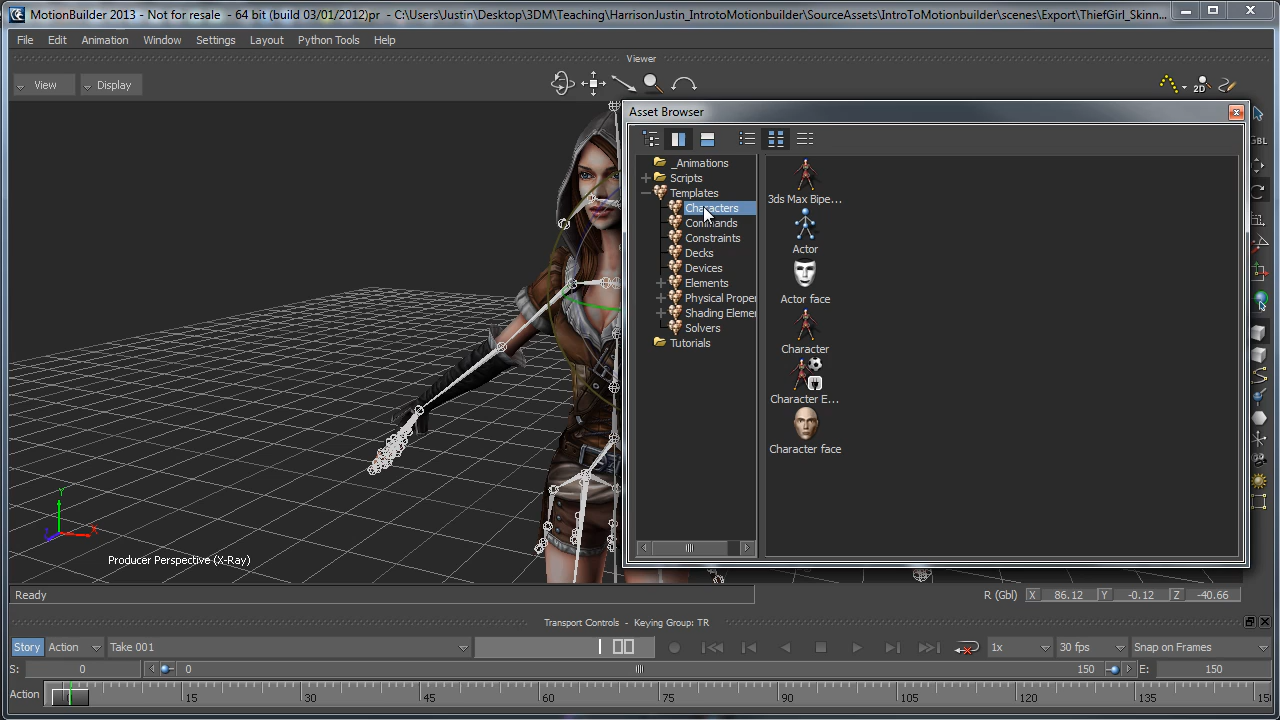 MotionBuilder 2013 - Not for resale - 64 bit (build 03/01/2012)pr - C:\Users\Justin\Desktop\3DM\Teaching\HarrisonJustin_IntrotoMotionbuilder\SourceAssets\IntroToMotionbuilder\scenes\Export\ThiefGirl_Skinn...
File Edit Animation Window Settings Layout Python Tools Help
Viewer
View Display
2D
Asset Browser
GBL
_Animations
Scripts
Templates
Characters
Commands
Constraints
Decks
Devices
Elements
Physical Proper
Shading Elemer
Solvers
Tutorials
3ds Max Bipe...
Actor
Actor face
Character
Character E...
Character face
Y
X
Z
Producer Perspective (X-Ray)
Ready R (Gbl) X 86.12 Y -0.12 Z -40.66
Transport Controls - Keying Group: TR
Story Action Take 001 1x 30 fps Snap on Frames
S: 0 0 150 E: 150
Action 15 30 45 60 75 90 105 120 135 150